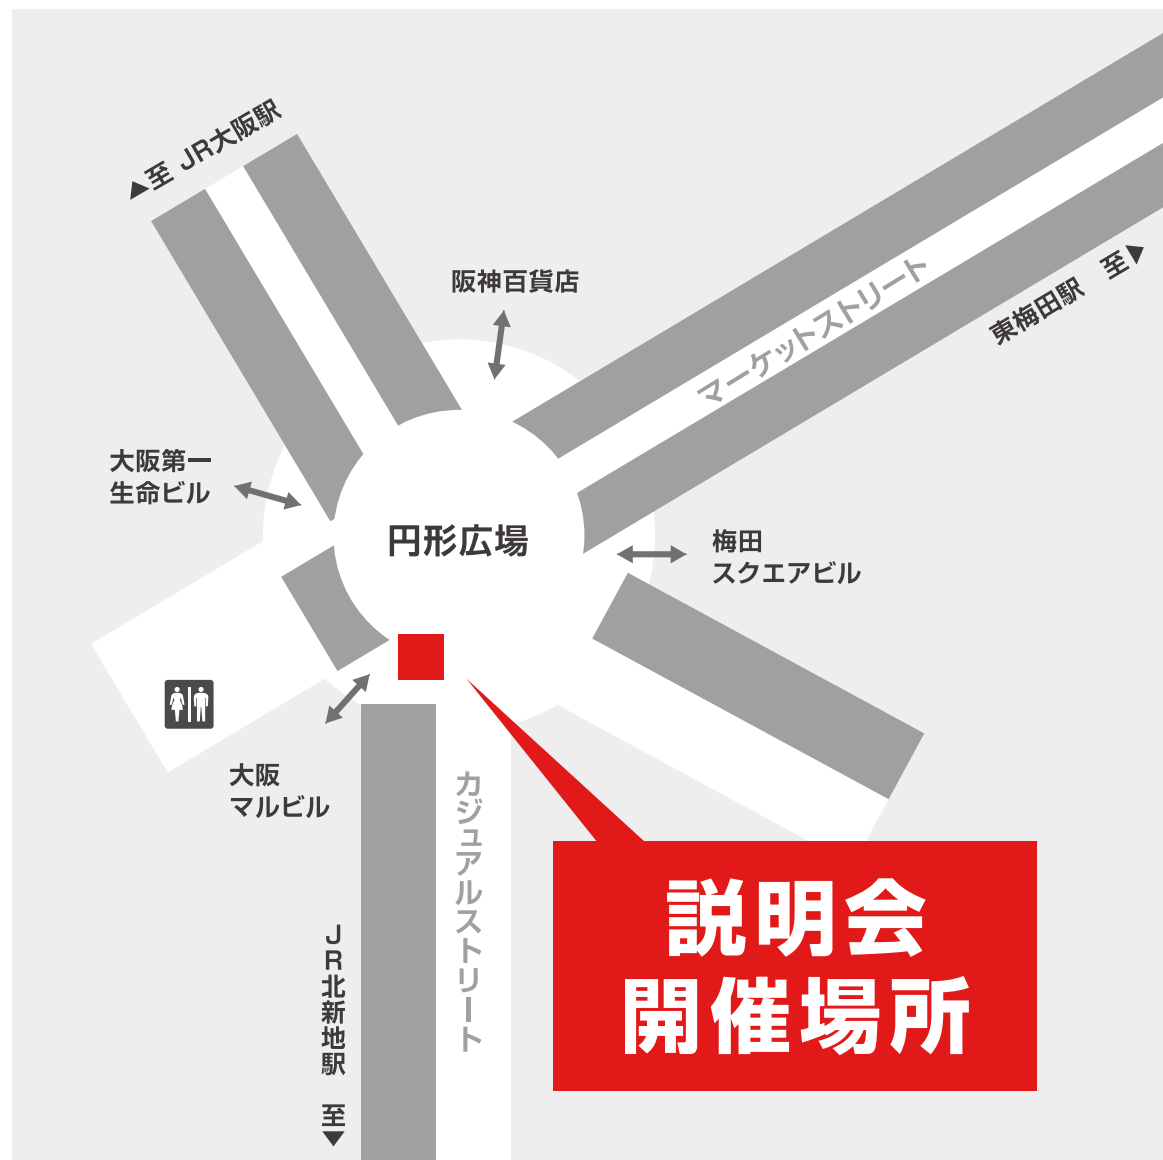 至 JR大阪駅
阪神百貨店
マーケットストリート
東梅田駅 至
大阪第一
生命ビル
円形広場
梅田
スクエアビル
大阪
マルビル
カジュアルストリート
JR北新地駅 至
説明会
開催場所